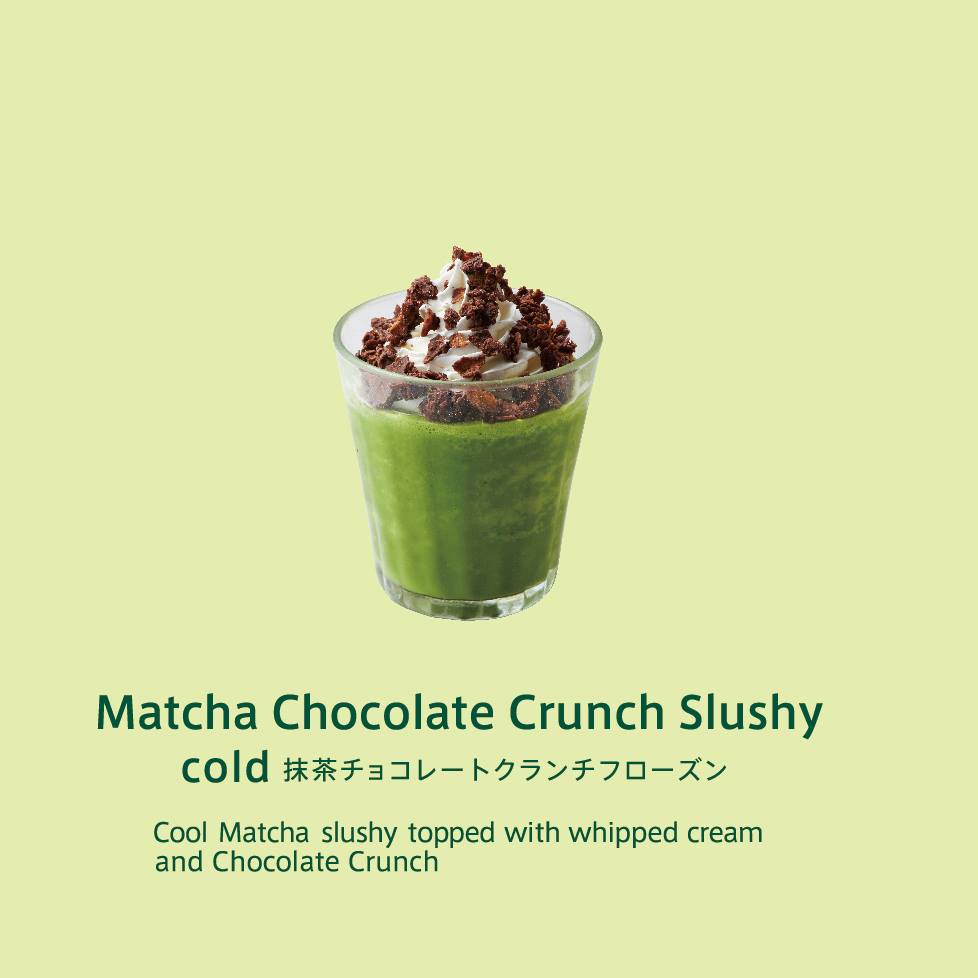 Matcha Chocolate Crunch Slushy
cold 抹茶チョコレートクランチフローズン
Cool Matcha slushy topped with whipped cream
and Chocolate Crunch